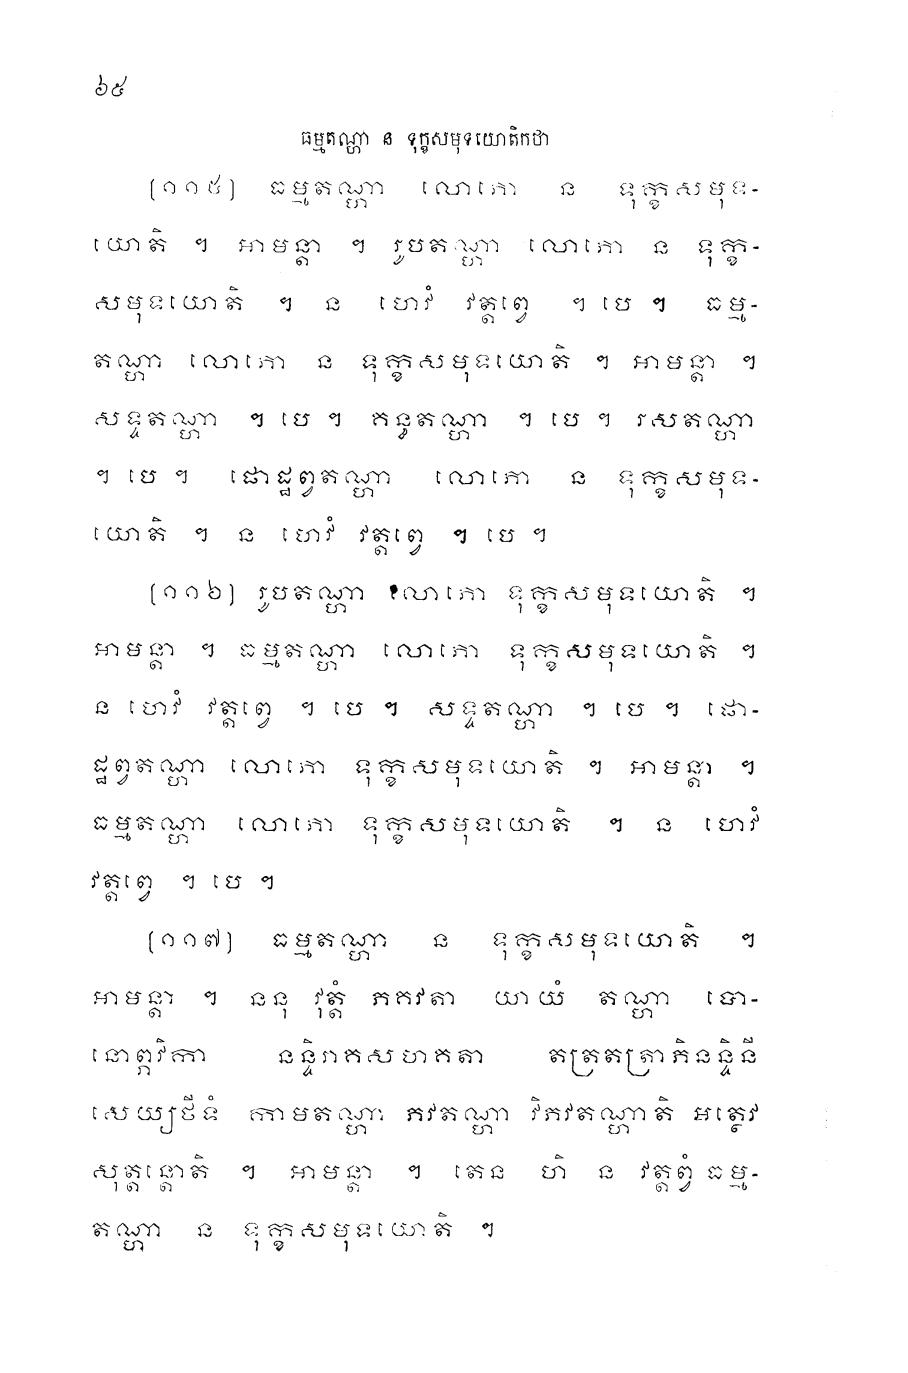 ៦៥
ធម្មតណ្ហា ន ទុក្ខសមុទយោតិកថា
[១១៥] ធម្មតណ្ហា លោភោ ន ទុក្ខសមុទ-
យោតិ ។ អាមន្តា ។ រូបតណ្ហា លោភោ ន ទុក្ខ-
សមុទយោតិ ។ ន ហេវំ វត្តព្វេ ។ បេ ។ ធម្ម-
តណ្ហា លោភោ ន ទុក្ខសមុទយោតិ ។ អាមន្តា ។
សទ្ទតណ្ហា ។ បេ ។ គន្ធតណ្ហា ។ បេ ។ រសតណ្ហា
។ បេ ។ ផោដ្ឋព្វតណ្ហា លោភោ ន ទុក្ខសមុទ-
យោតិ ។ ន ហេវំ វត្តព្វេ ។ បេ ។
[១១៦] រូបតណ្ហា លោភោ ទុក្ខសមុទយោតិ ។
អាមន្តា ។ ធម្មតណ្ហា លោភោ ទុក្ខសមុទយោតិ ។
ន ហេវំ វត្តព្វេ ។ បេ ។ សទ្ទតណ្ហា ។ បេ ។ ផោ-
ដ្ឋព្វតណ្ហា លោភោ ទុក្ខសមុទយោតិ ។ អាមន្តា ។
ធម្មតណ្ហា លោភោ ទុក្ខសមុទយោតិ ។ ន ហេវំ
វត្តព្វេ ។ បេ ។
[១១៧] ធម្មតណ្ហា ន ទុក្ខសមុទយោតិ ។
អាមន្តា ។ ននុ វុត្តំ ភគវតា យាយំ តណ្ហា បោ-
នោព្ភវិកា នន្ទិរាគសហគតា តត្រតត្រាភិនន្ទិនី
សេយ្យថីទំ កាមតណ្ហា ភវតណ្ហា វិភវតណ្ហាតិ អត្ថេវ
សុត្តន្តោតិ ។ អាមន្តា ។ តេន ហិ ន វត្តព្វំ ធម្ម-
តណ្ហា ន ទុក្ខសមុទយោតិ ។